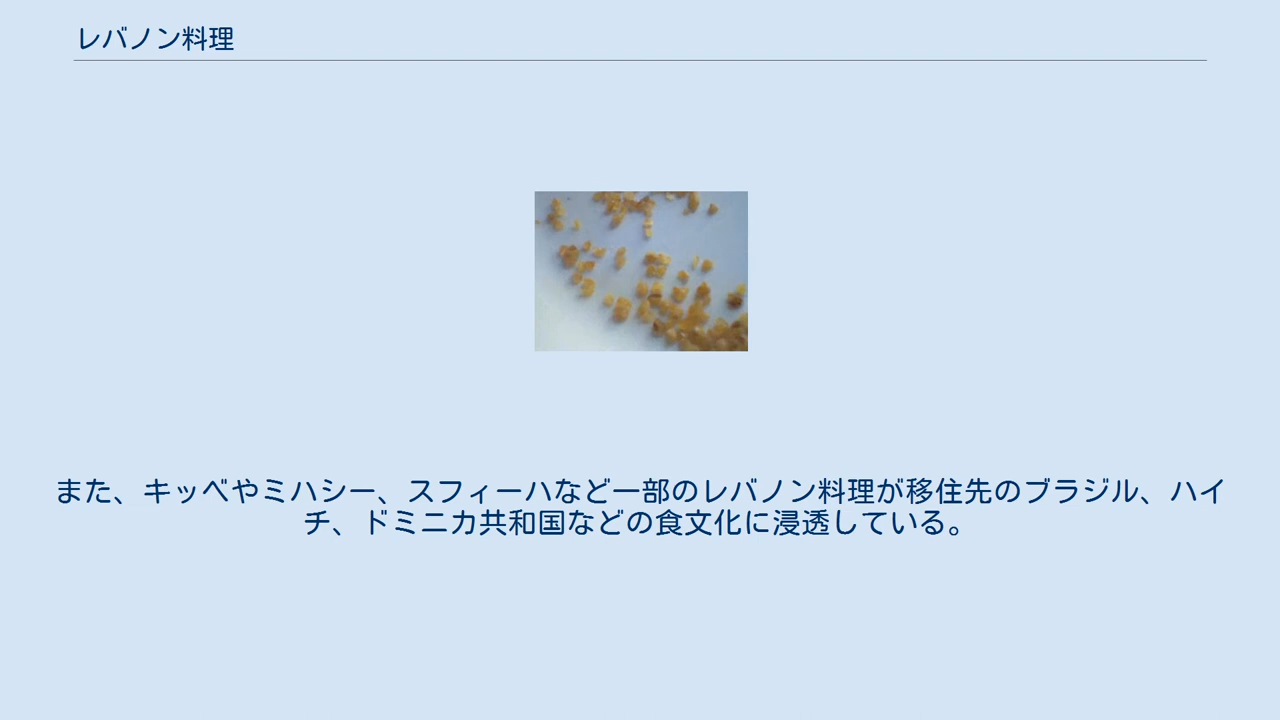 レバノン料理
また、キッベやミハシー、スフィーハなど一部のレバノン料理が移住先のブラジル、ハイ
チ、ドミニカ共和国などの食文化に浸透している。